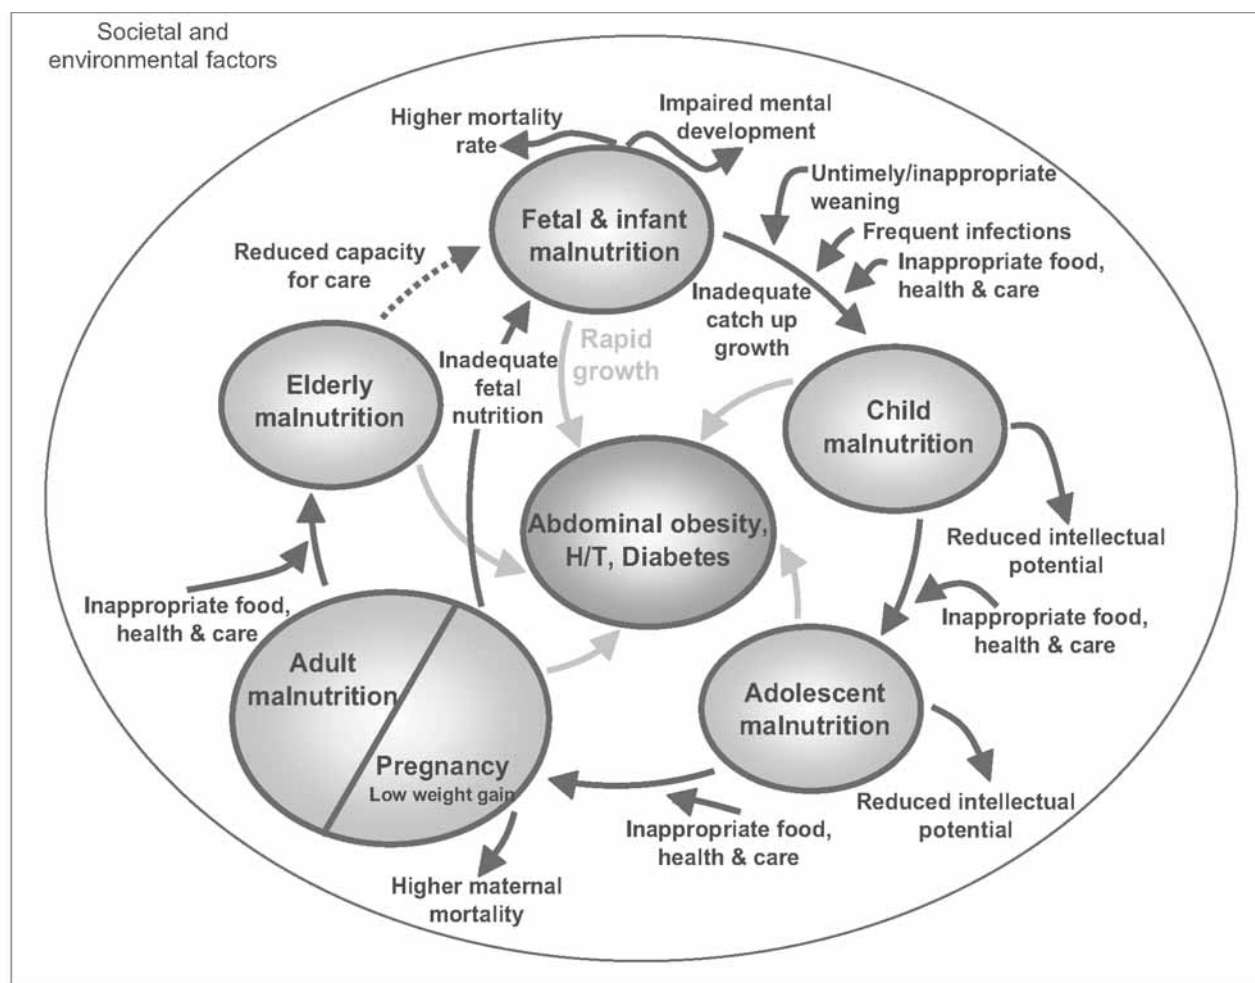 Societal and
environmental factors
Higher mortality
rate
Impaired mental
development
Untimely/inappropriate
weaning
Frequent infections
Inappropriate food,
health & care
Fetal & infant
malnutrition
Reduced capacity
for care
Inadequate
catch up
growth
Rapid
growth
Inadequate
fetal
nutrition
Elderly
malnutrition
Child
malnutrition
Abdominal obesity,
H/T, Diabetes
Reduced intellectual
potential
Inappropriate food,
health & care
Inappropriate food,
health & care
Adult
malnutrition
Pregnancy
Low weight gain
Adolescent
malnutrition
Reduced intellectual
potential
Inappropriate food,
health & care
Higher maternal
mortality